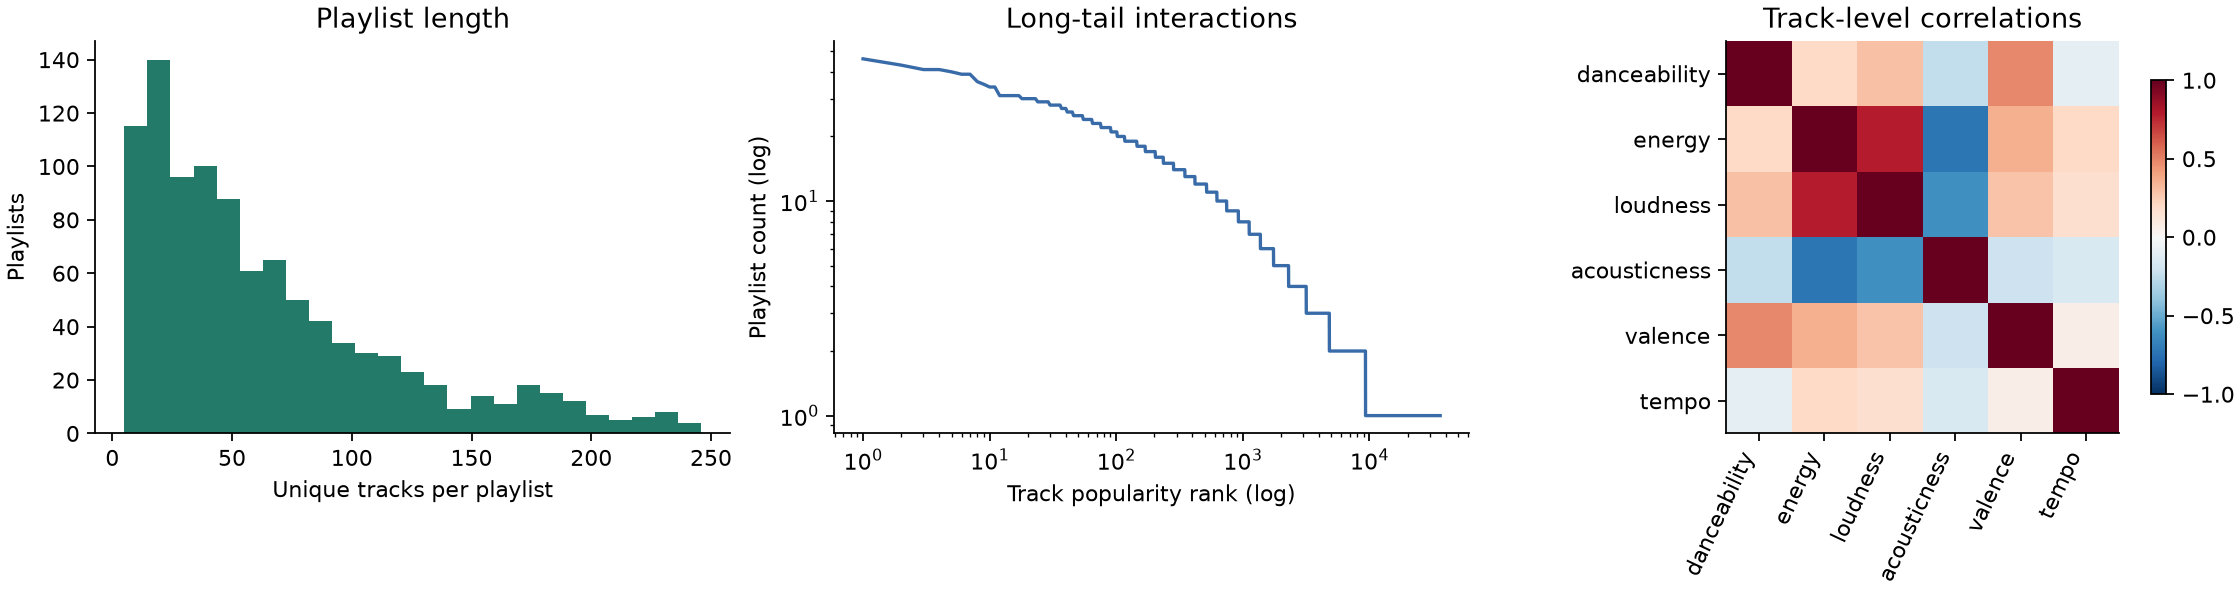 Playlist length
140
120
100
80
60
40
20
0
Playlists
0 50 100 150 200 250
Unique tracks per playlist
Long-tail interactions
10¹
10⁰
Playlist count (log)
10⁰ 10¹ 10² 10³ 10⁴
Track popularity rank (log)
Track-level correlations
danceability
energy
loudness
acousticness
valence
tempo
danceability energy loudness acousticness valence tempo
1.0
0.5
0.0
−0.5
−1.0